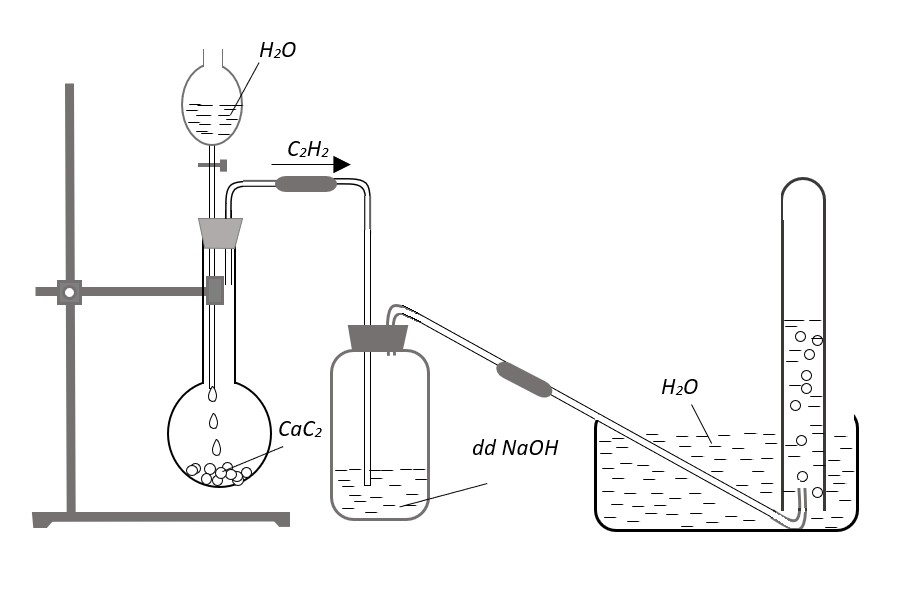 H₂O
C₂H₂
H₂O
CaC₂
dd NaOH